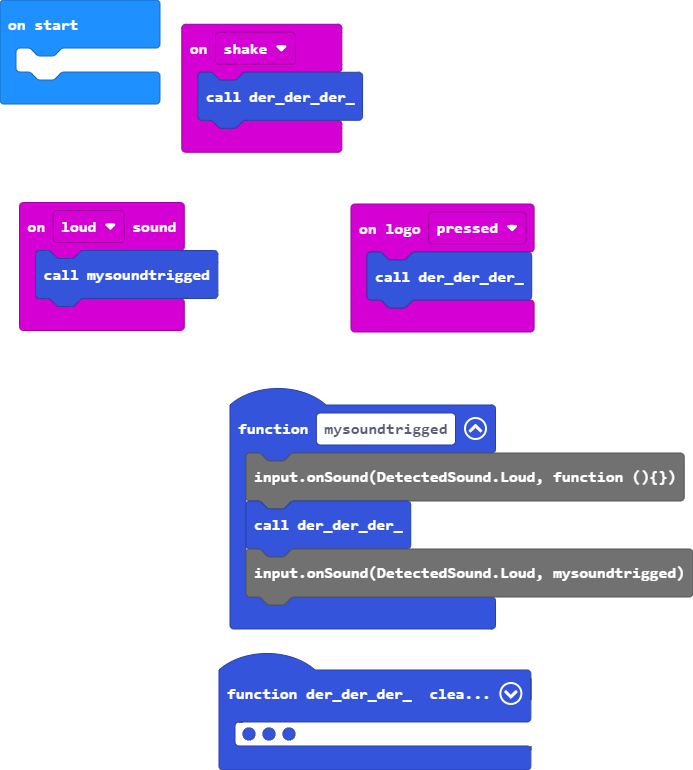 on start
on shake
call der_der_der_
on loud sound
call mysoundtrigged
on logo pressed
call der_der_der_
function mysoundtrigged
input.onSound(DetectedSound.Loud, function (){})
call der_der_der_
input.onSound(DetectedSound.Loud, mysoundtrigged)
function der_der_der_ clea...